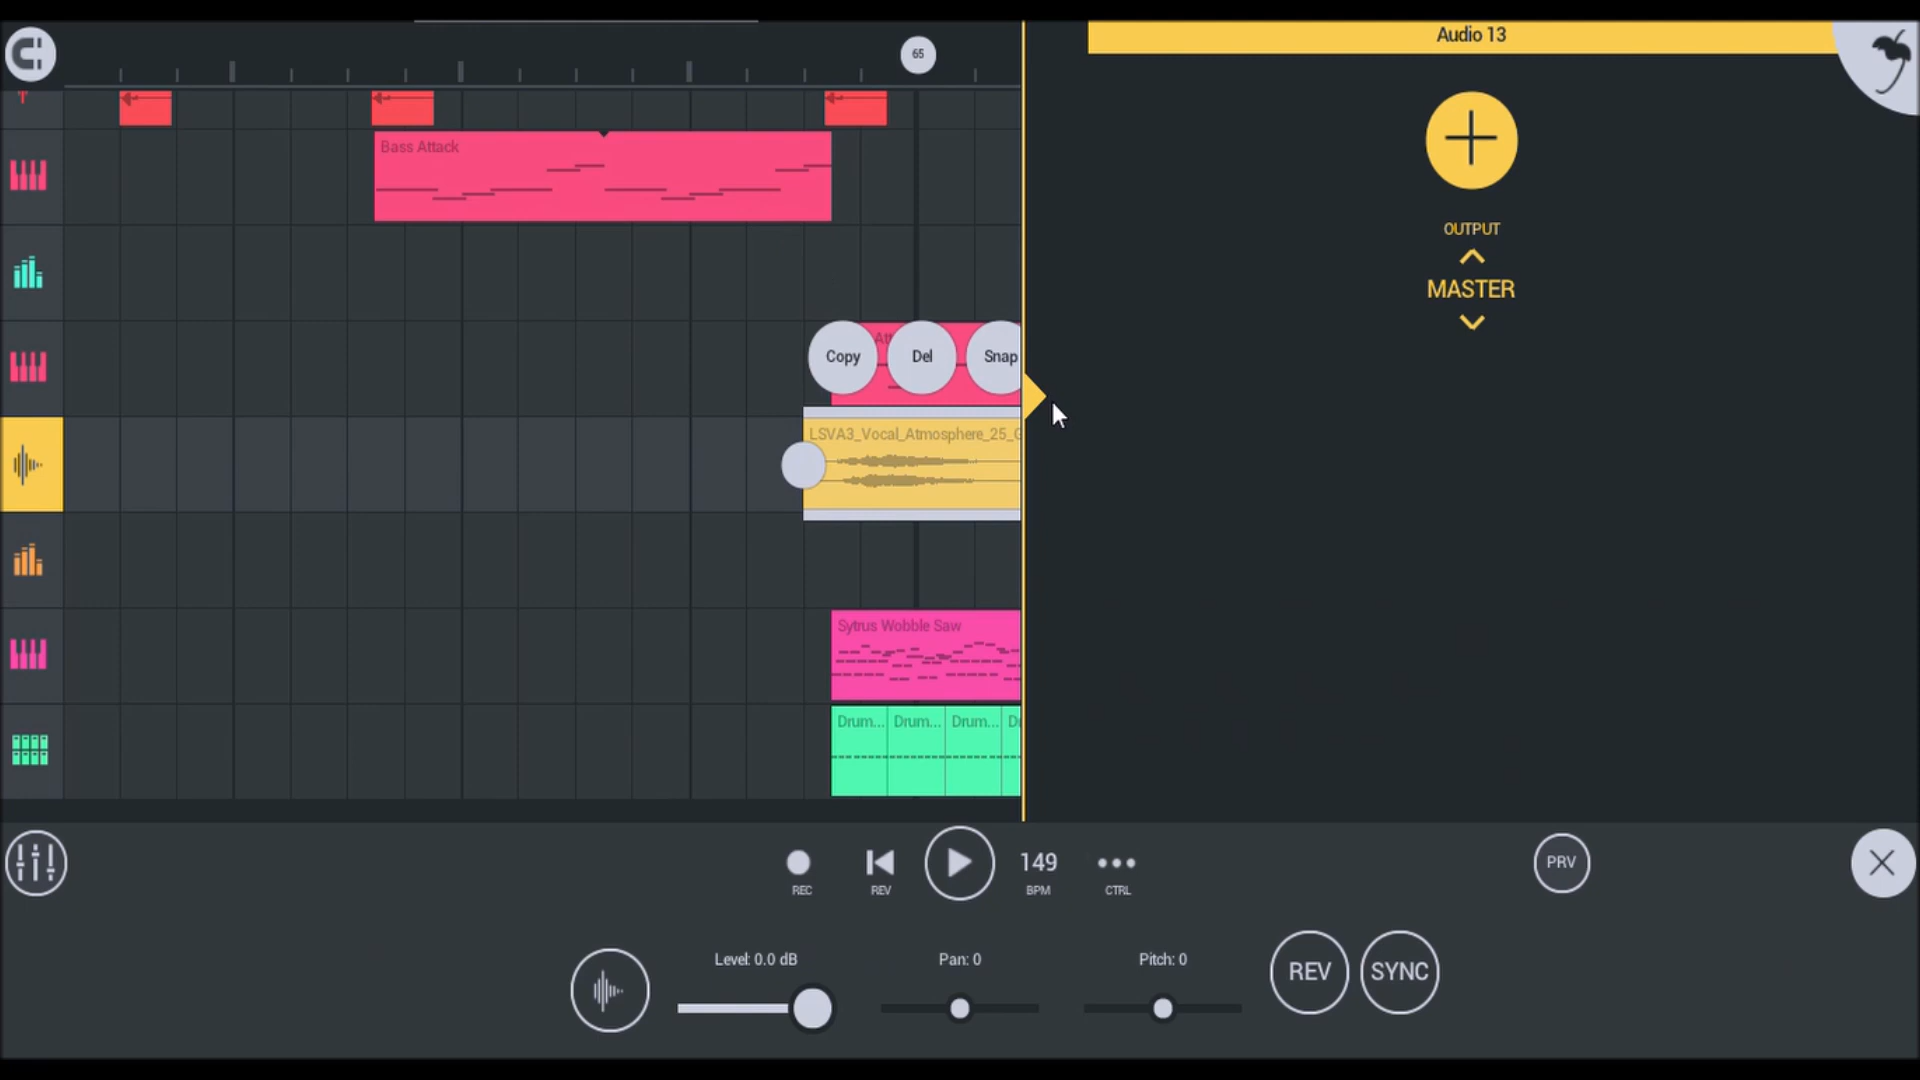 65
Audio 13
Bass Attack
OUTPUT
MASTER
Copy
Del
Snap
LSVA3_Vocal_Atmosphere_25_G
Sytrus Wobble Saw
Drum...
Drum...
Drum...
REC
REV
149
BPM
CTRL
PRV
Level: 0.0 dB
Pan: 0
Pitch: 0
REV
SYNC